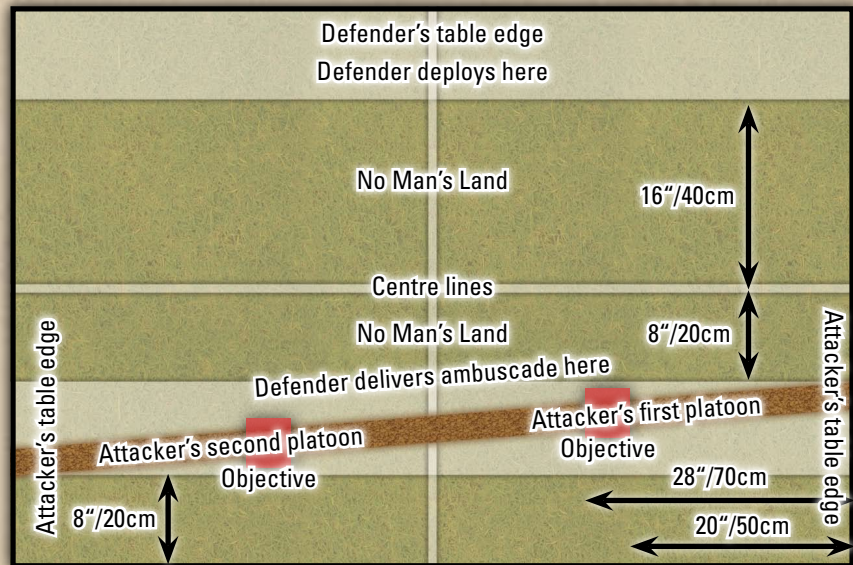 Defender's table edge
Defender deploys here
No Man's Land
16“/40cm
Centre lines
No Man's Land
8“/20cm
Attacker's table edge
Attacker's table edge
Defender delivers ambuscade here
Attacker's first platoon
Attacker's second platoon
Objective
Objective
28“/70cm
8“/20cm
20“/50cm